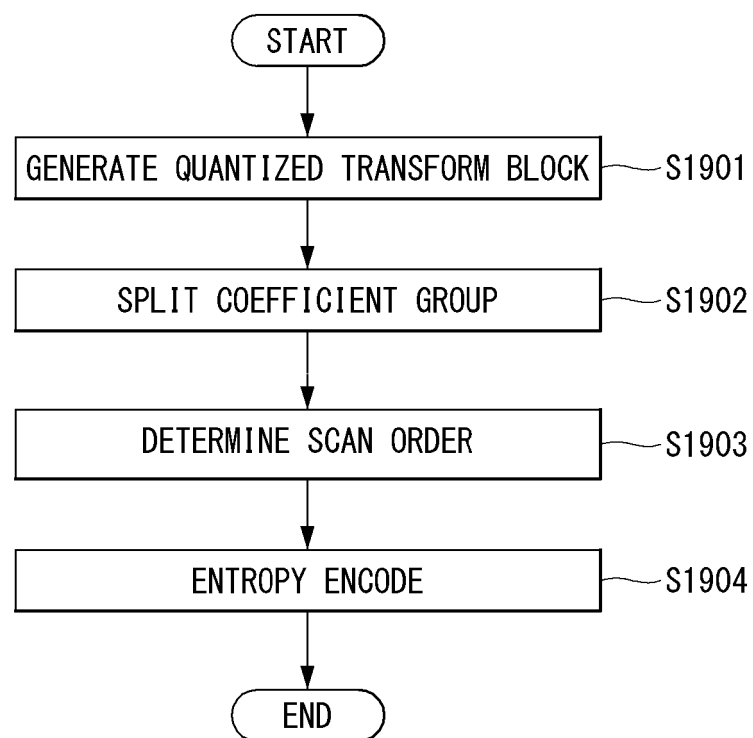 START
GENERATE QUANTIZED TRANSFORM BLOCK
S1901
SPLIT COEFFICIENT GROUP
S1902
DETERMINE SCAN ORDER
S1903
ENTROPY ENCODE
S1904
END